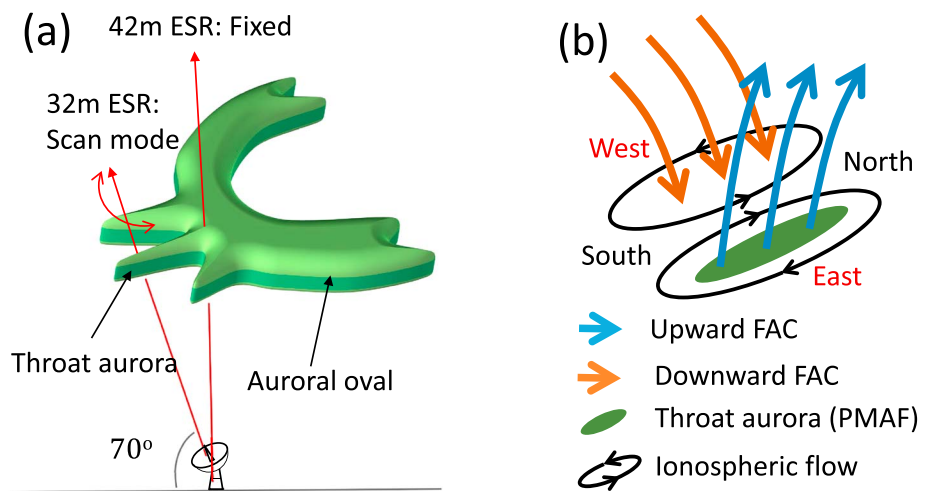 (a)
42m ESR: Fixed
32m ESR:
Scan mode
Throat aurora
Auroral oval
70°
(b)
West
North
South
East
Upward FAC
Downward FAC
Throat aurora (PMAF)
Ionospheric flow